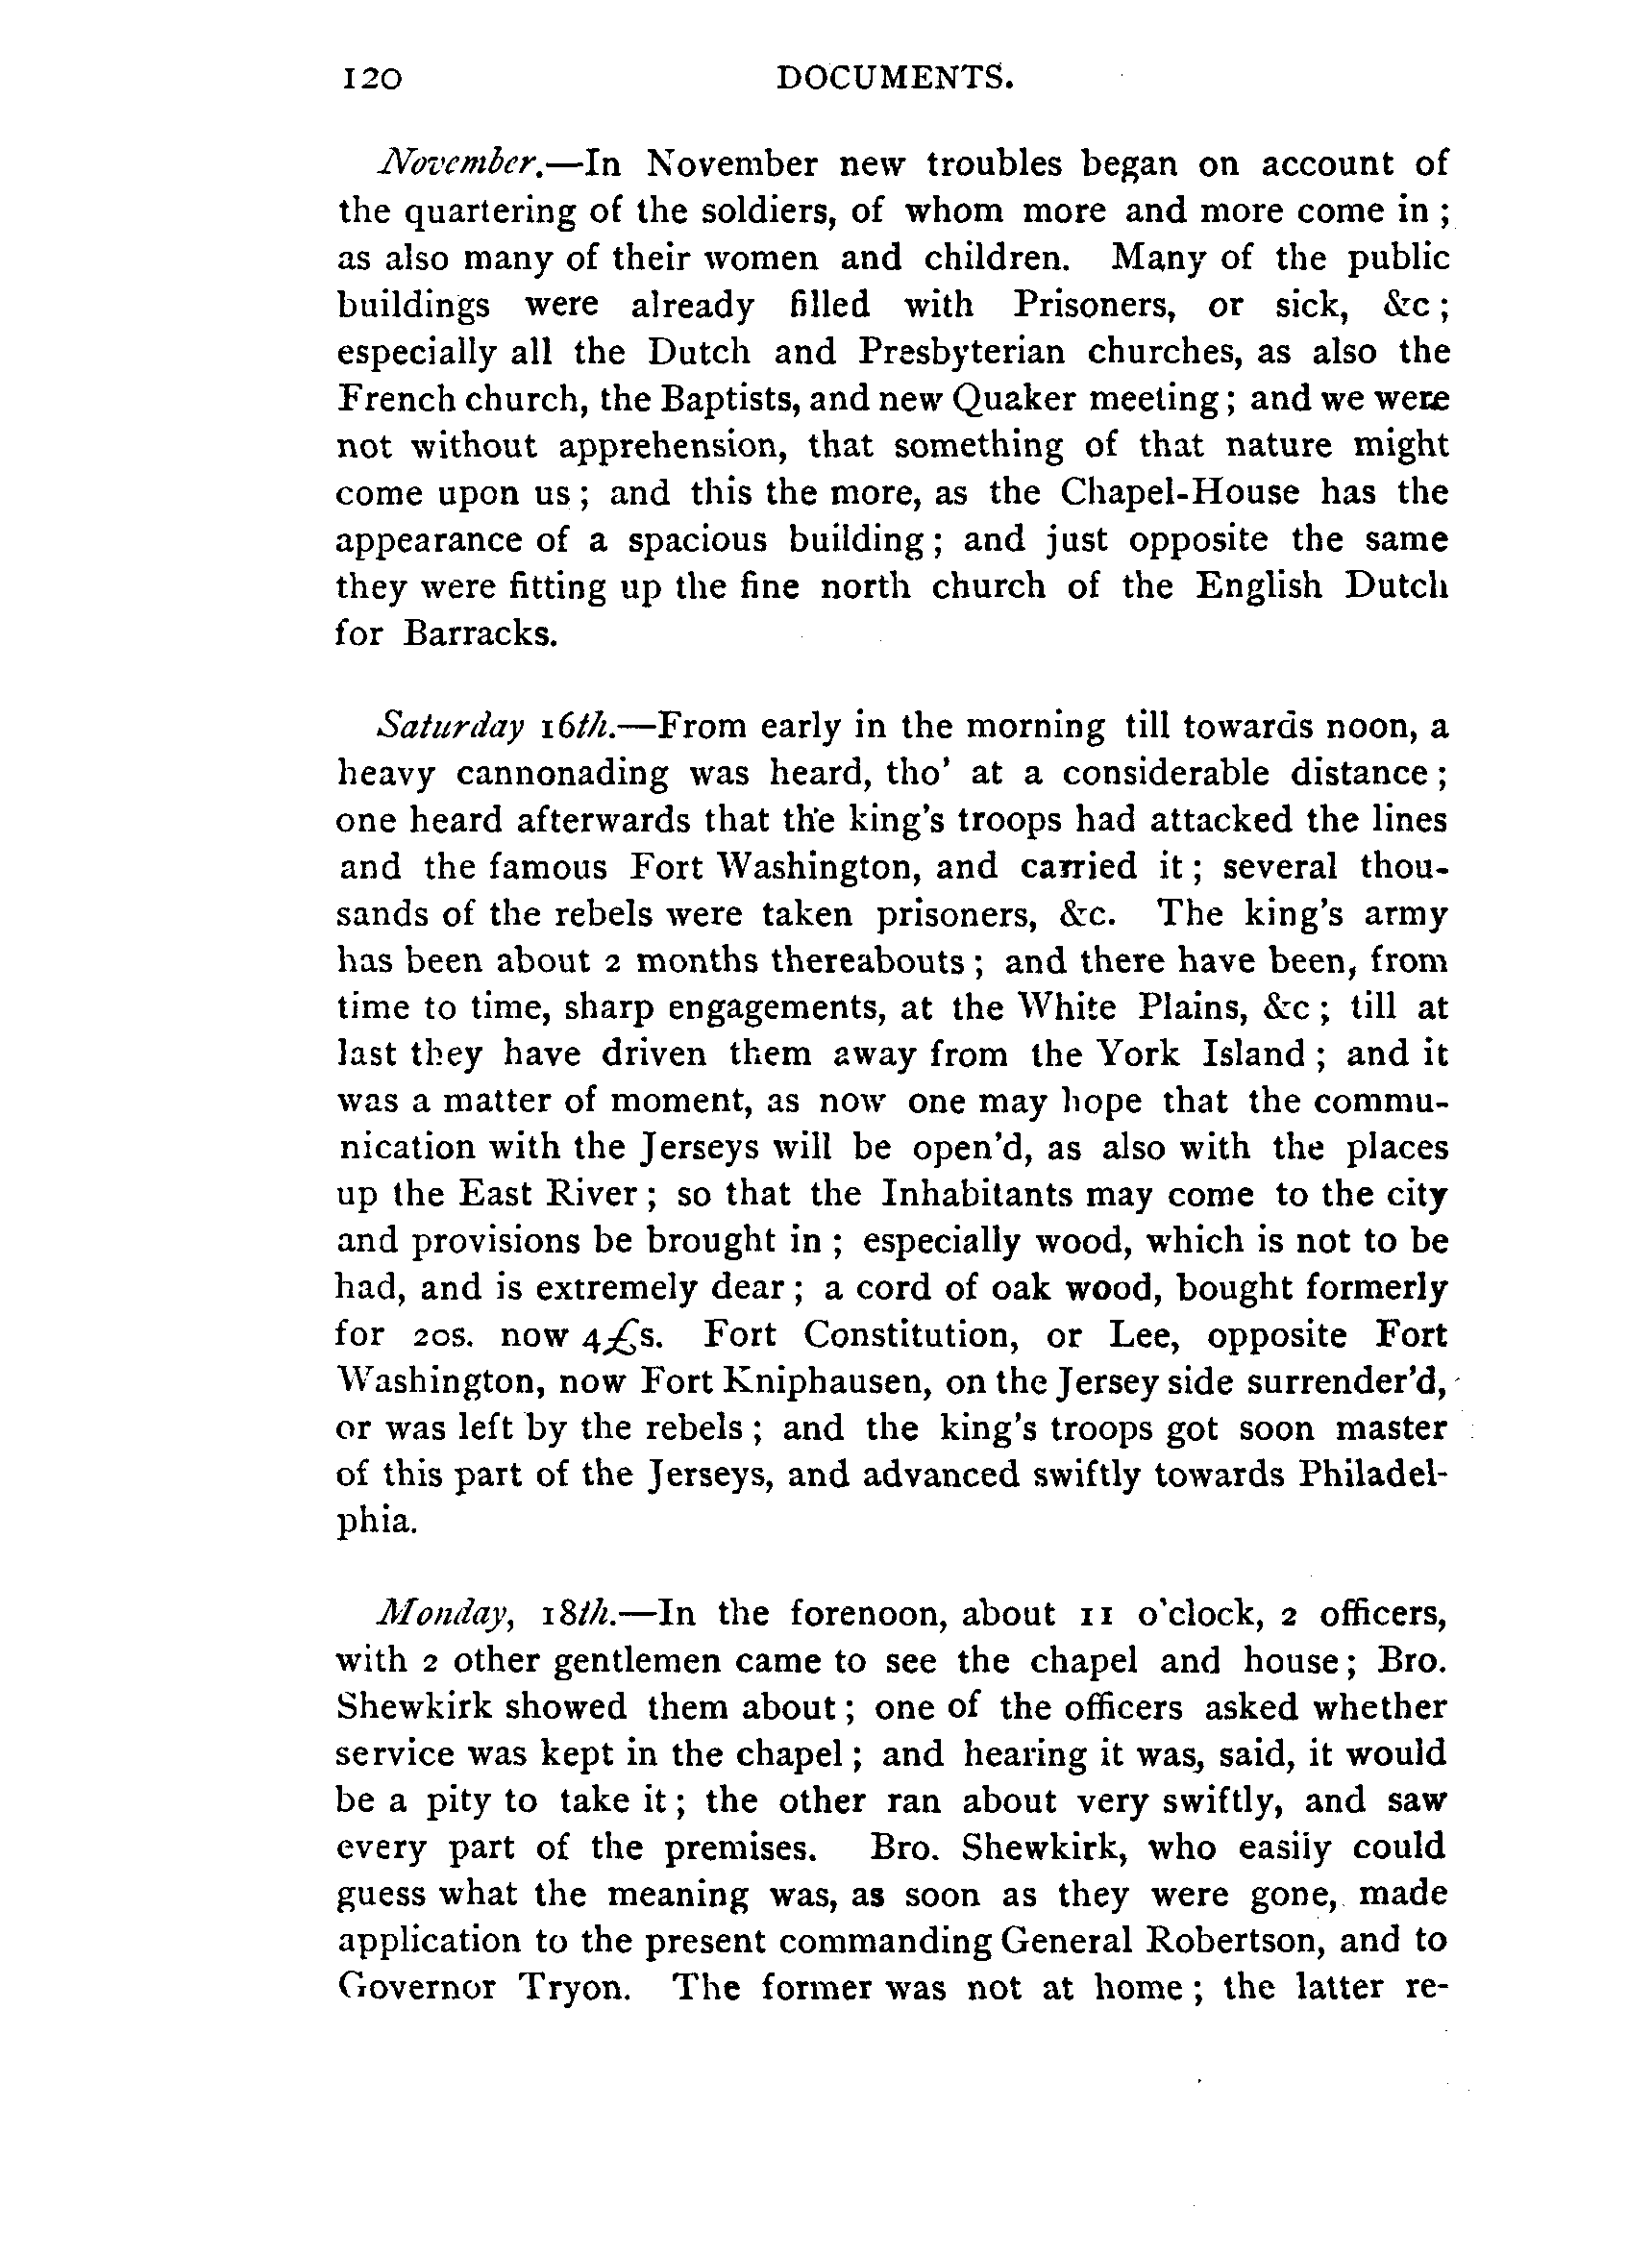 120 DOCUMENTS.
November.—In November new troubles began on account of
the quartering of the soldiers, of whom more and more come in ;
as also many of their women and children. Many of the public
buildings were already filled with Prisoners, or sick, &c ;
especially all the Dutch and Presbyterian churches, as also the
French church, the Baptists, and new Quaker meeting ; and we were
not without apprehension, that something of that nature might
come upon us ; and this the more, as the Chapel-House has the
appearance of a spacious building ; and just opposite the same
they were fitting up the fine north church of the English Dutch
for Barracks.
Saturday 16th.—From early in the morning till towards noon, a
heavy cannonading was heard, tho' at a considerable distance ;
one heard afterwards that the king's troops had attacked the lines
and the famous Fort Washington, and carried it ; several thou-
sands of the rebels were taken prisoners, &c. The king's army
has been about 2 months thereabouts ; and there have been, from
time to time, sharp engagements, at the White Plains, &c ; till at
last they have driven them away from the York Island ; and it
was a matter of moment, as now one may hope that the commu-
nication with the Jerseys will be open'd, as also with the places
up the East River ; so that the Inhabitants may come to the city
and provisions be brought in ; especially wood, which is not to be
had, and is extremely dear ; a cord of oak wood, bought formerly
for 20s. now 4£s. Fort Constitution, or Lee, opposite Fort
Washington, now Fort Kniphausen, on the Jersey side surrender'd,
or was left by the rebels ; and the king's troops got soon master
of this part of the Jerseys, and advanced swiftly towards Philadel-
phia.
Monday, 18th.—In the forenoon, about 11 o'clock, 2 officers,
with 2 other gentlemen came to see the chapel and house ; Bro.
Shewkirk showed them about ; one of the officers asked whether
service was kept in the chapel ; and hearing it was, said, it would
be a pity to take it ; the other ran about very swiftly, and saw
every part of the premises. Bro. Shewkirk, who easily could
guess what the meaning was, as soon as they were gone, made
application to the present commanding General Robertson, and to
Governor Tryon. The former was not at home ; the latter re-